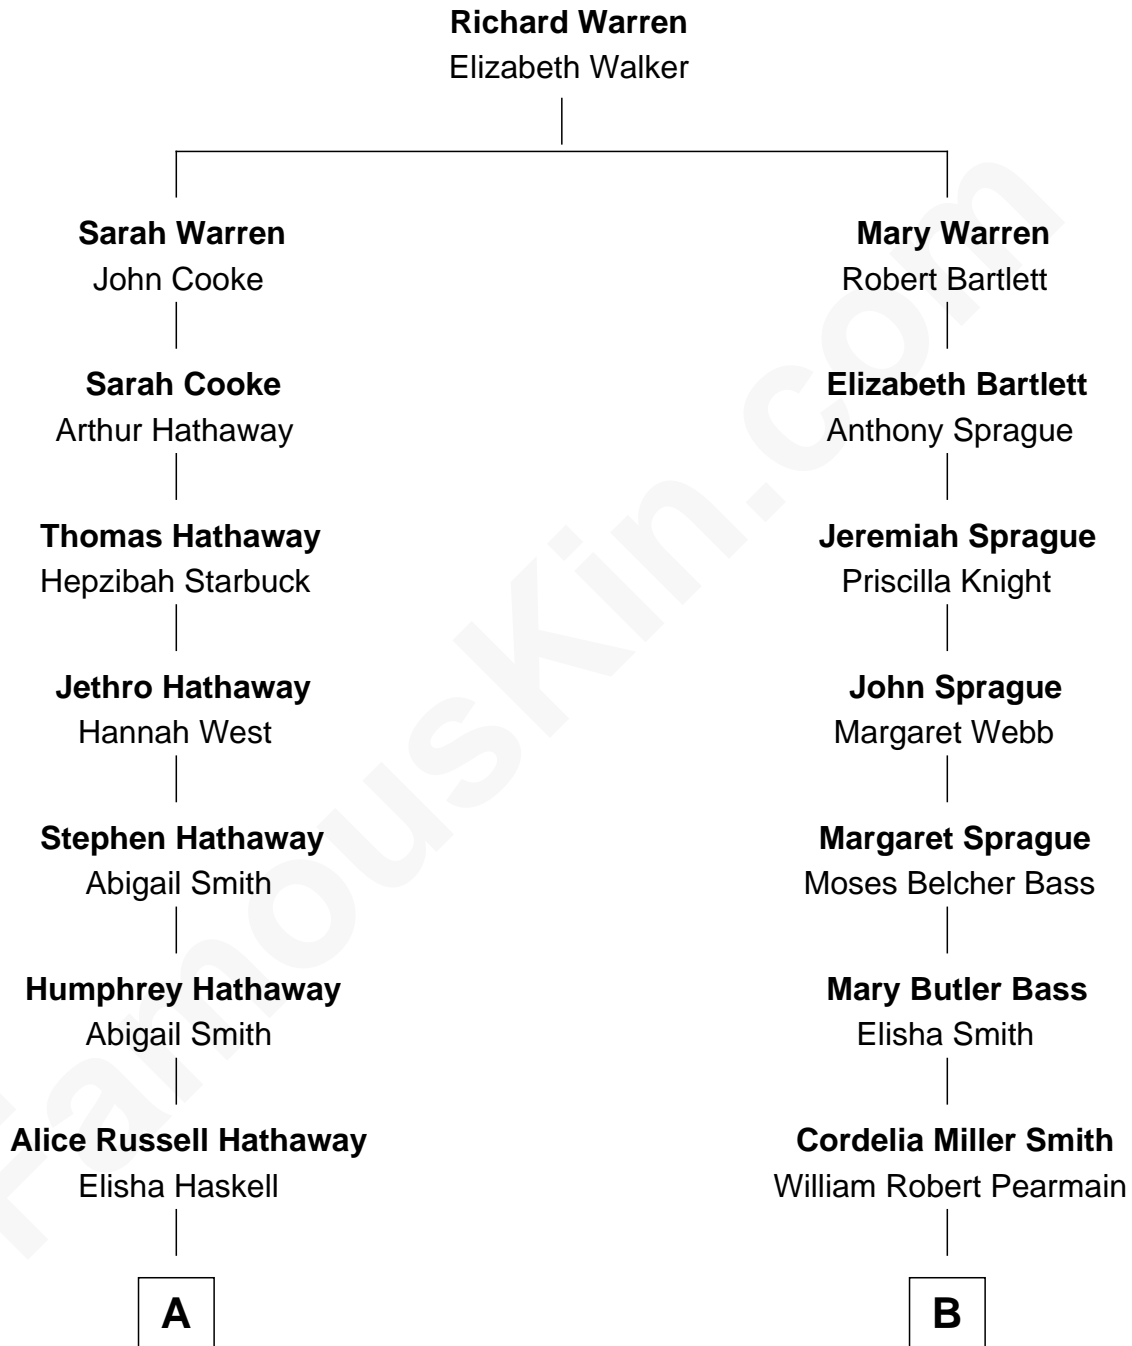 Richard Warren
Elizabeth Walker
Sarah Warren
John Cooke
Mary Warren
Robert Bartlett
Sarah Cooke
Arthur Hathaway
Elizabeth Bartlett
Anthony Sprague
Thomas Hathaway
Hepzibah Starbuck
Jeremiah Sprague
Priscilla Knight
Jethro Hathaway
Hannah West
John Sprague
Margaret Webb
Stephen Hathaway
Abigail Smith
Margaret Sprague
Moses Belcher Bass
Humphrey Hathaway
Abigail Smith
Mary Butler Bass
Elisha Smith
Alice Russell Hathaway
Elisha Haskell
Cordelia Miller Smith
William Robert Pearmain
A
B
FamousKin.com